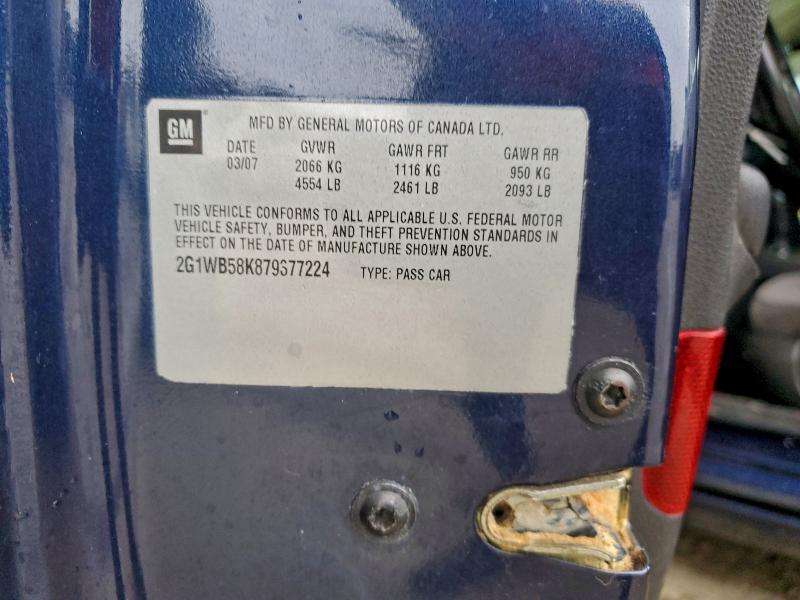 GM
MFD BY GENERAL MOTORS OF CANADA LTD.
DATE GVWR GAWR FRT GAWR RR
03/07 2066 KG 1116 KG 950 KG
4554 LB 2461 LB 2093 LB
THIS VEHICLE CONFORMS TO ALL APPLICABLE U.S. FEDERAL MOTOR
VEHICLE SAFETY, BUMPER, AND THEFT PREVENTION STANDARDS IN
EFFECT ON THE DATE OF MANUFACTURE SHOWN ABOVE.
2G1WB58K879377224 TYPE: PASS CAR